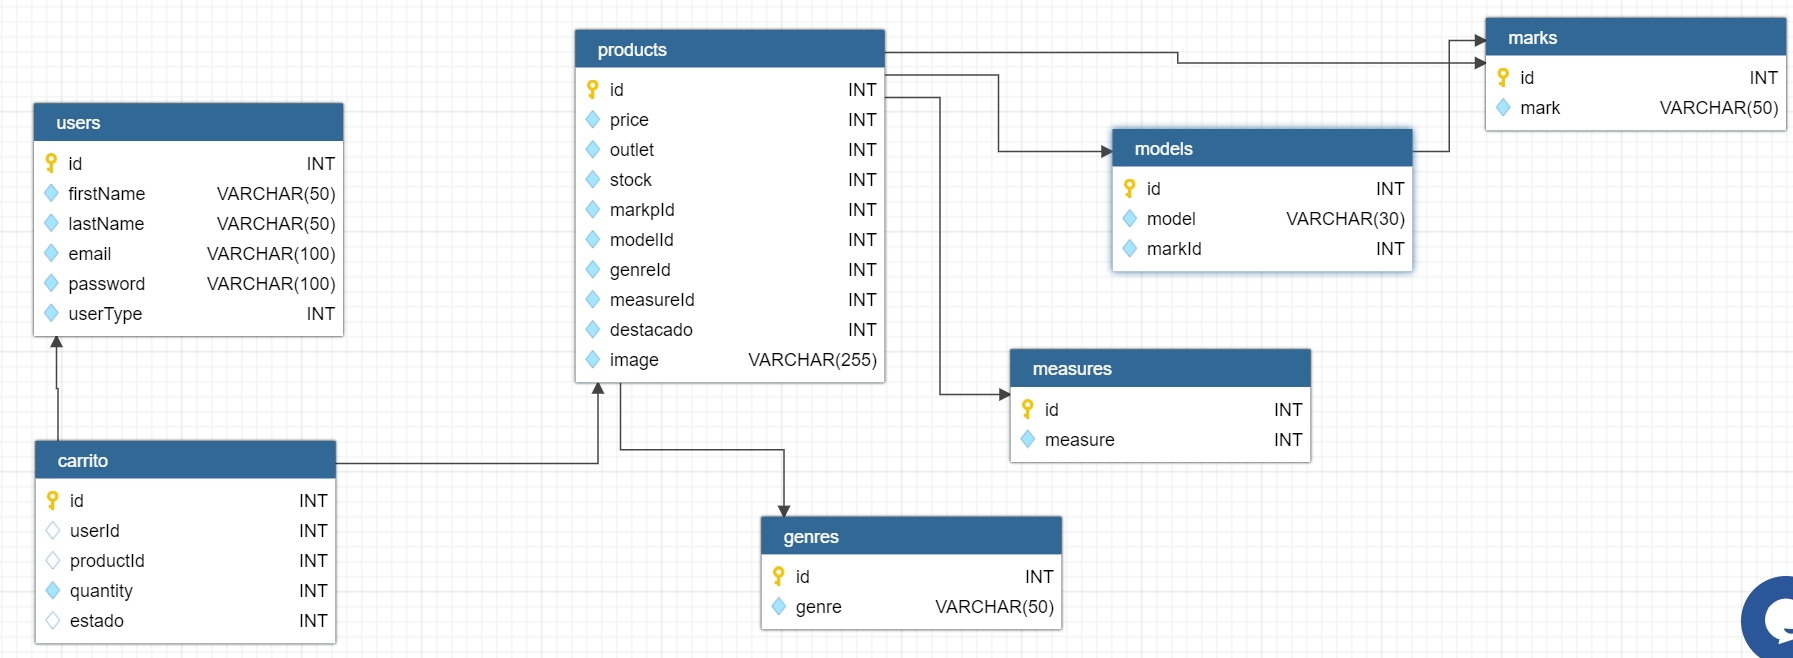 users
id INT
firstName VARCHAR(50)
lastName VARCHAR(50)
email VARCHAR(100)
password VARCHAR(100)
userType INT
carrito
id INT
userId INT
productId INT
quantity INT
estado INT
products
id INT
price INT
outlet INT
stock INT
markpId INT
modelId INT
genreId INT
measureId INT
destacado INT
image VARCHAR(255)
genres
id INT
genre VARCHAR(50)
models
id INT
model VARCHAR(30)
markId INT
measures
id INT
measure INT
marks
id INT
mark VARCHAR(50)